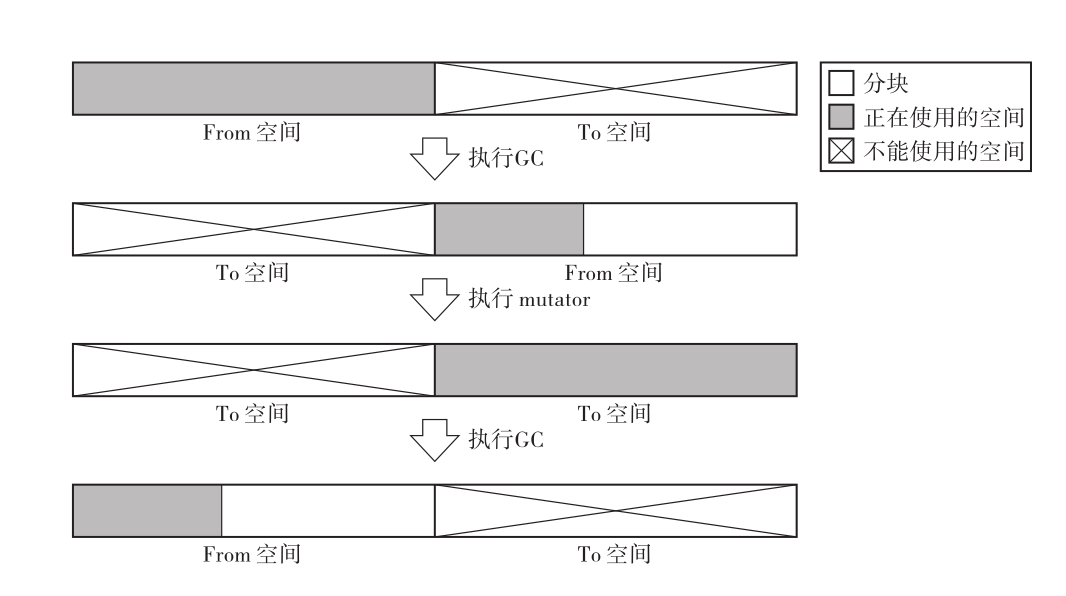 分块
正在使用的空间
不能使用的空间
From 空间 To 空间
执行GC
To 空间 From 空间
执行 mutator
To 空间 To 空间
执行GC
From 空间 To 空间